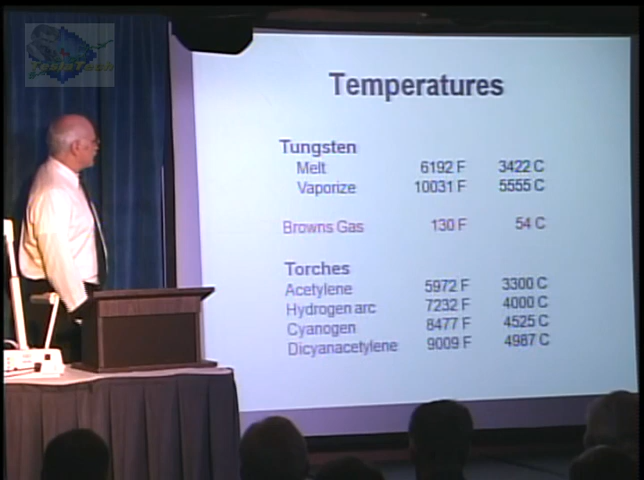 TeslaTech
Temperatures
Tungsten
Melt 6192 F 3422 C
Vaporize 10031 F 5555 C
Browns Gas 130 F 54 C
Torches
Acetylene 5972 F 3300 C
Hydrogen arc 7232 F 4000 C
Cyanogen 8477 F 4525 C
Dicyanacetylene 9009 F 4987 C